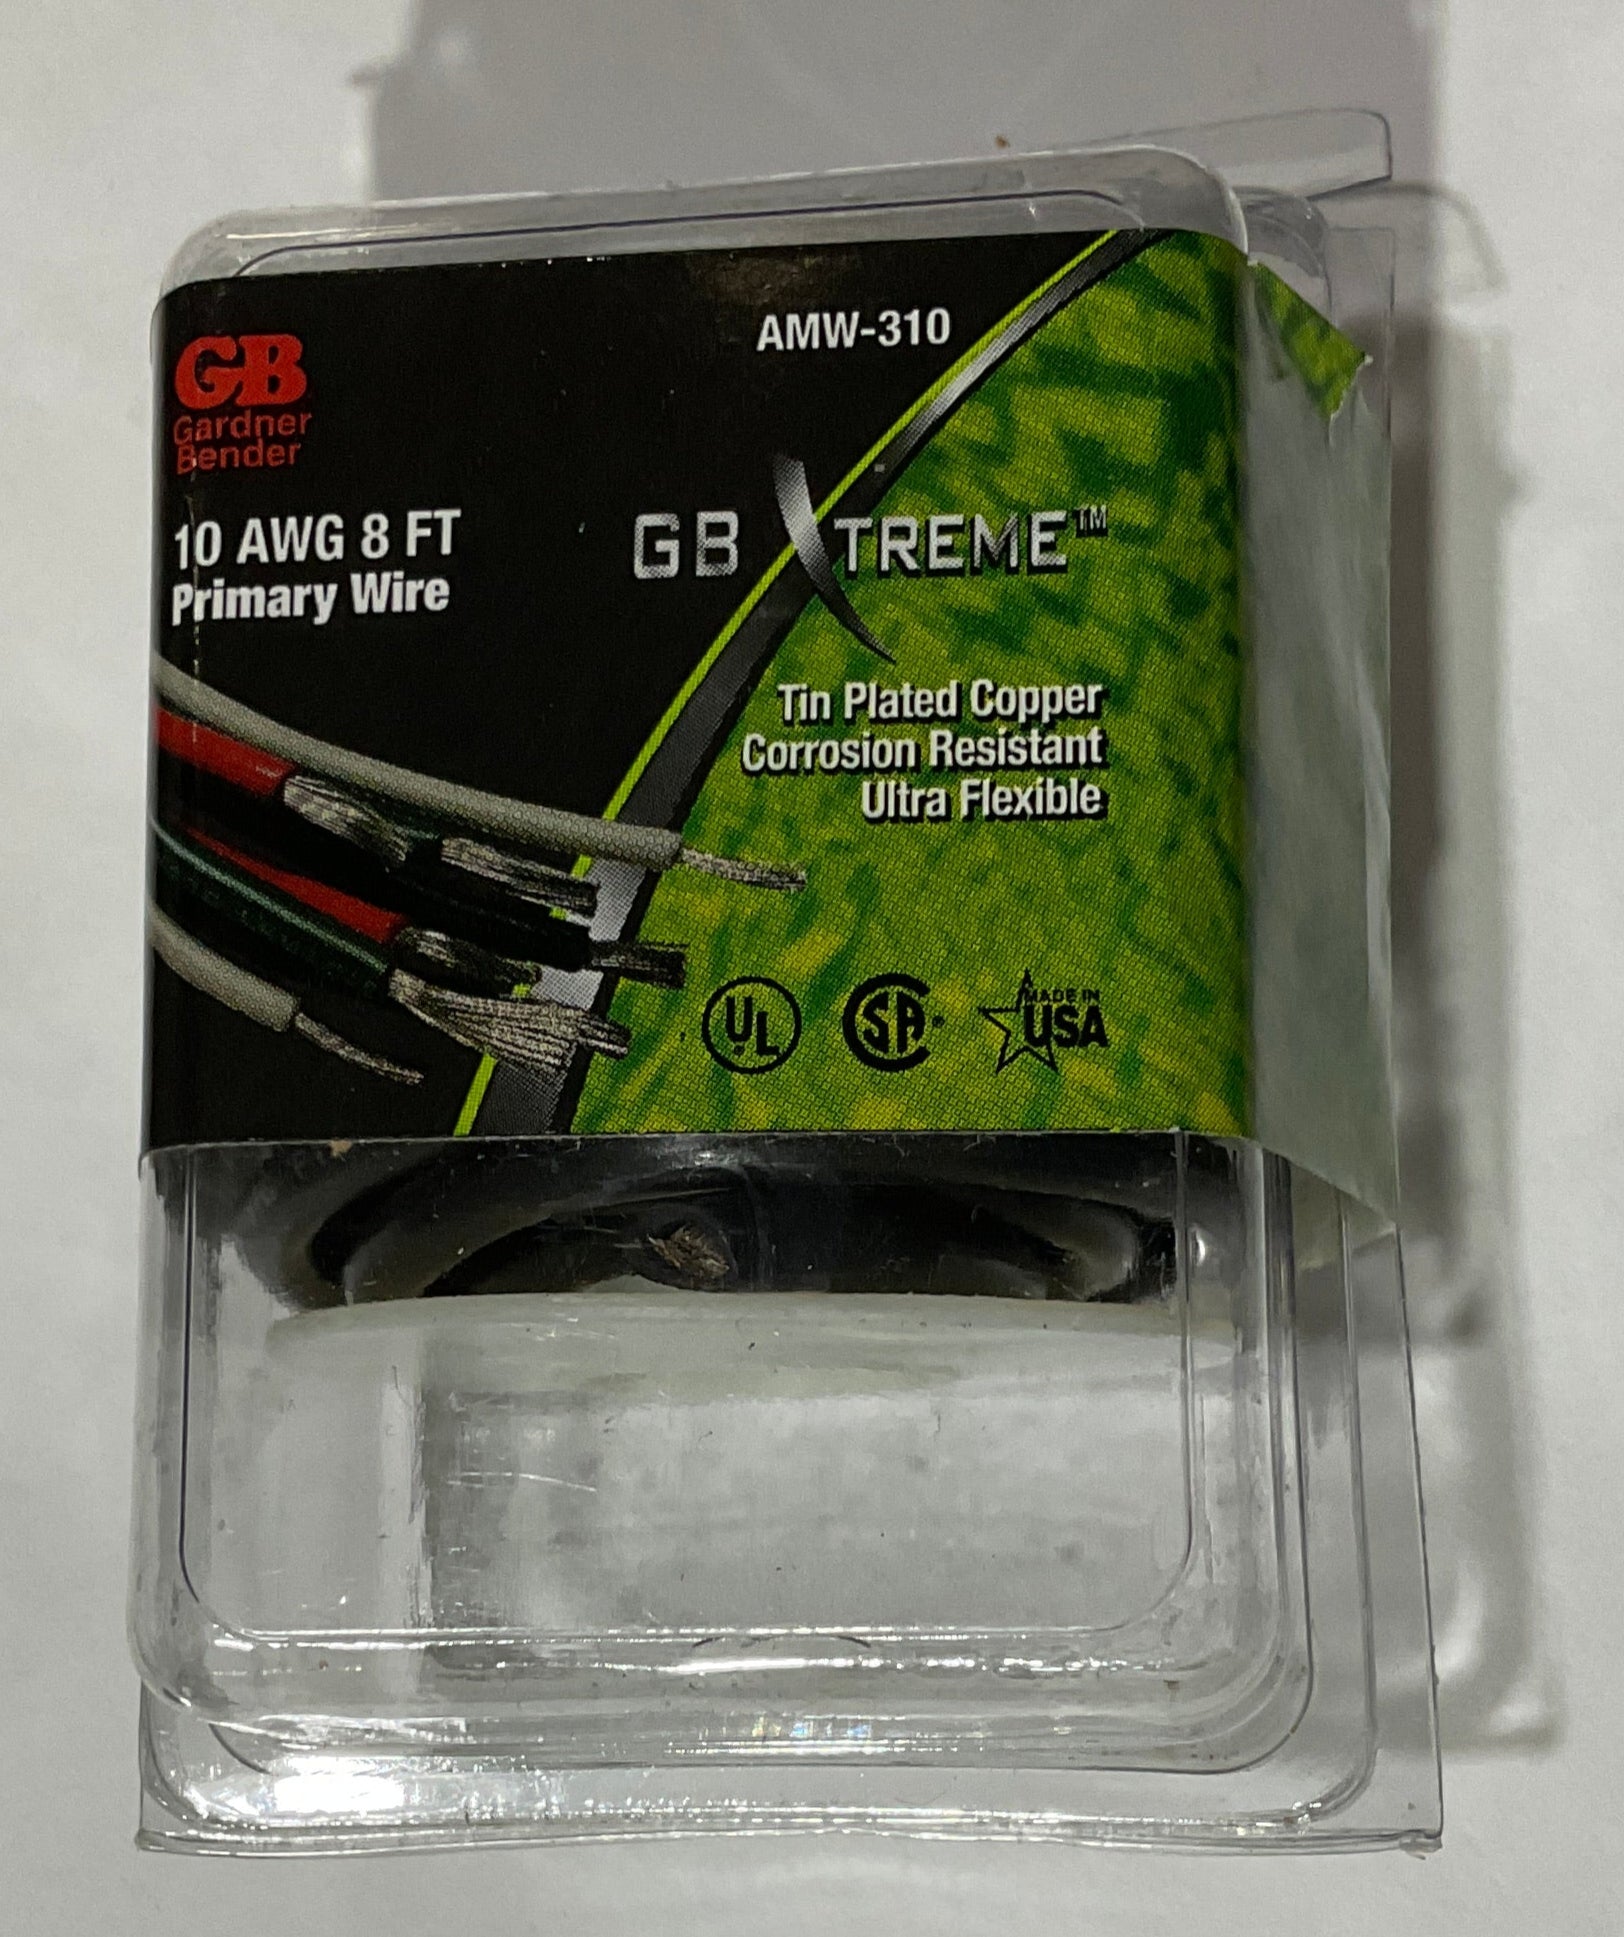 AMW-310
GB
Gardner
Bender
10 AWG 8 FT
Primary Wire
GB XTREME™
Tin Plated Copper
Corrosion Resistant
Ultra Flexible
UL
SA
MADE IN
USA